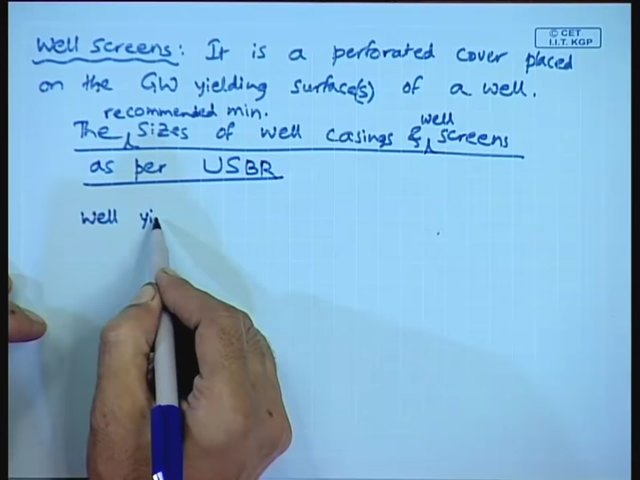 © CET
I.I.T. KGP
Well Screens: It is a perforated cover placed
on the GW yielding surface(s) of a well.
recommended min. well
The sizes of well casings & screens
as per USBR
Well yi